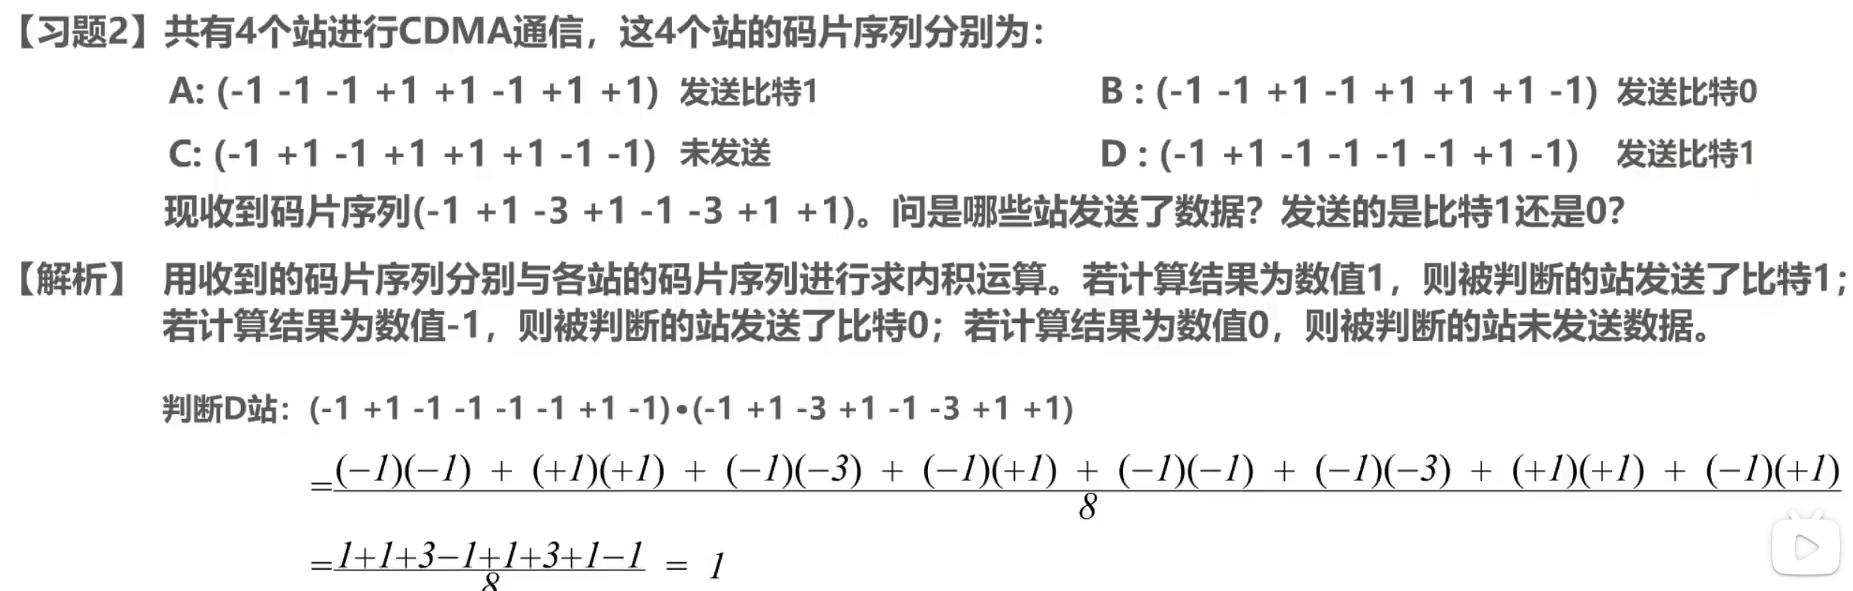 【习题2】共有4个站进行CDMA通信，这4个站的码片序列分别为：
A: (-1 -1 -1 +1 +1 -1 +1 +1) 发送比特1 B : (-1 -1 +1 -1 +1 +1 +1 -1) 发送比特0
C: (-1 +1 -1 +1 +1 +1 -1 -1) 未发送 D : (-1 +1 -1 -1 -1 -1 +1 -1) 发送比特1
现收到码片序列(-1 +1 -3 +1 -1 -3 +1 +1)。问是哪些站发送了数据？发送的是比特1还是0？
【解析】 用收到的码片序列分别与各站的码片序列进行求内积运算。若计算结果为数值1，则被判断的站发送了比特1；
若计算结果为数值-1，则被判断的站发送了比特0；若计算结果为数值0，则被判断的站未发送数据。
判断D站：(-1 +1 -1 -1 -1 -1 +1 -1)•(-1 +1 -3 +1 -1 -3 +1 +1)
=(−1)(−1) + (+1)(+1) + (−1)(−3) + (−1)(+1) + (−1)(−1) + (−1)(−3) + (+1)(+1) + (−1)(+1)
8
=1+1+3−1+1+3+1−1 = 1
8